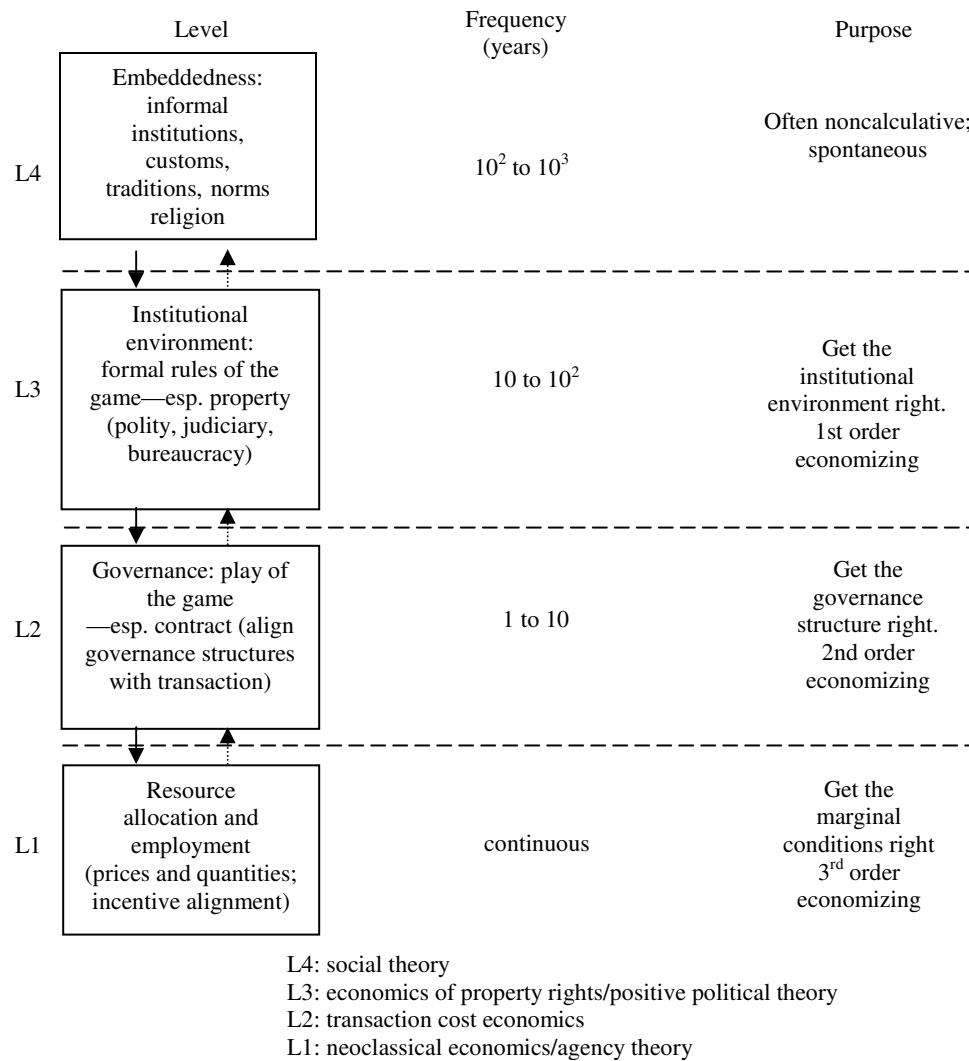 Level
Frequency
(years)
Purpose
L4
Embeddedness:
informal
institutions,
customs,
traditions, norms
religion
10² to 10³
Often noncalculative;
spontaneous
L3
Institutional
environment:
formal rules of the
game—esp. property
(polity, judiciary,
bureaucracy)
10 to 10²
Get the
institutional
environment right.
1st order
economizing
L2
Governance: play of
the game
—esp. contract (align
governance structures
with transaction)
1 to 10
Get the
governance
structure right.
2nd order
economizing
L1
Resource
allocation and
employment
(prices and quantities;
incentive alignment)
continuous
Get the
marginal
conditions right
3rd order
economizing
L4: social theory
L3: economics of property rights/positive political theory
L2: transaction cost economics
L1: neoclassical economics/agency theory